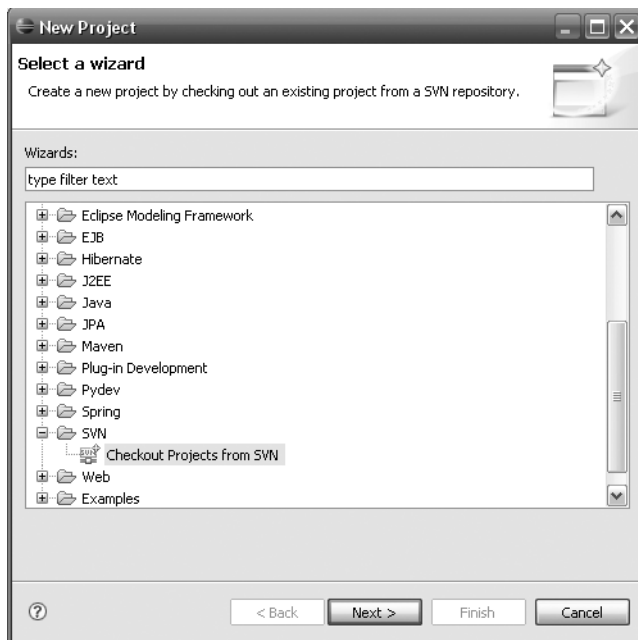 New Project
Select a wizard
Create a new project by checking out an existing project from a SVN repository.
Wizards:
type filter text
Eclipse Modeling Framework
EJB
Hibernate
J2EE
Java
JPA
Maven
Plug-in Development
Pydev
Spring
SVN
SVN Checkout Projects from SVN
Web
Examples
? < Back Next > Finish Cancel